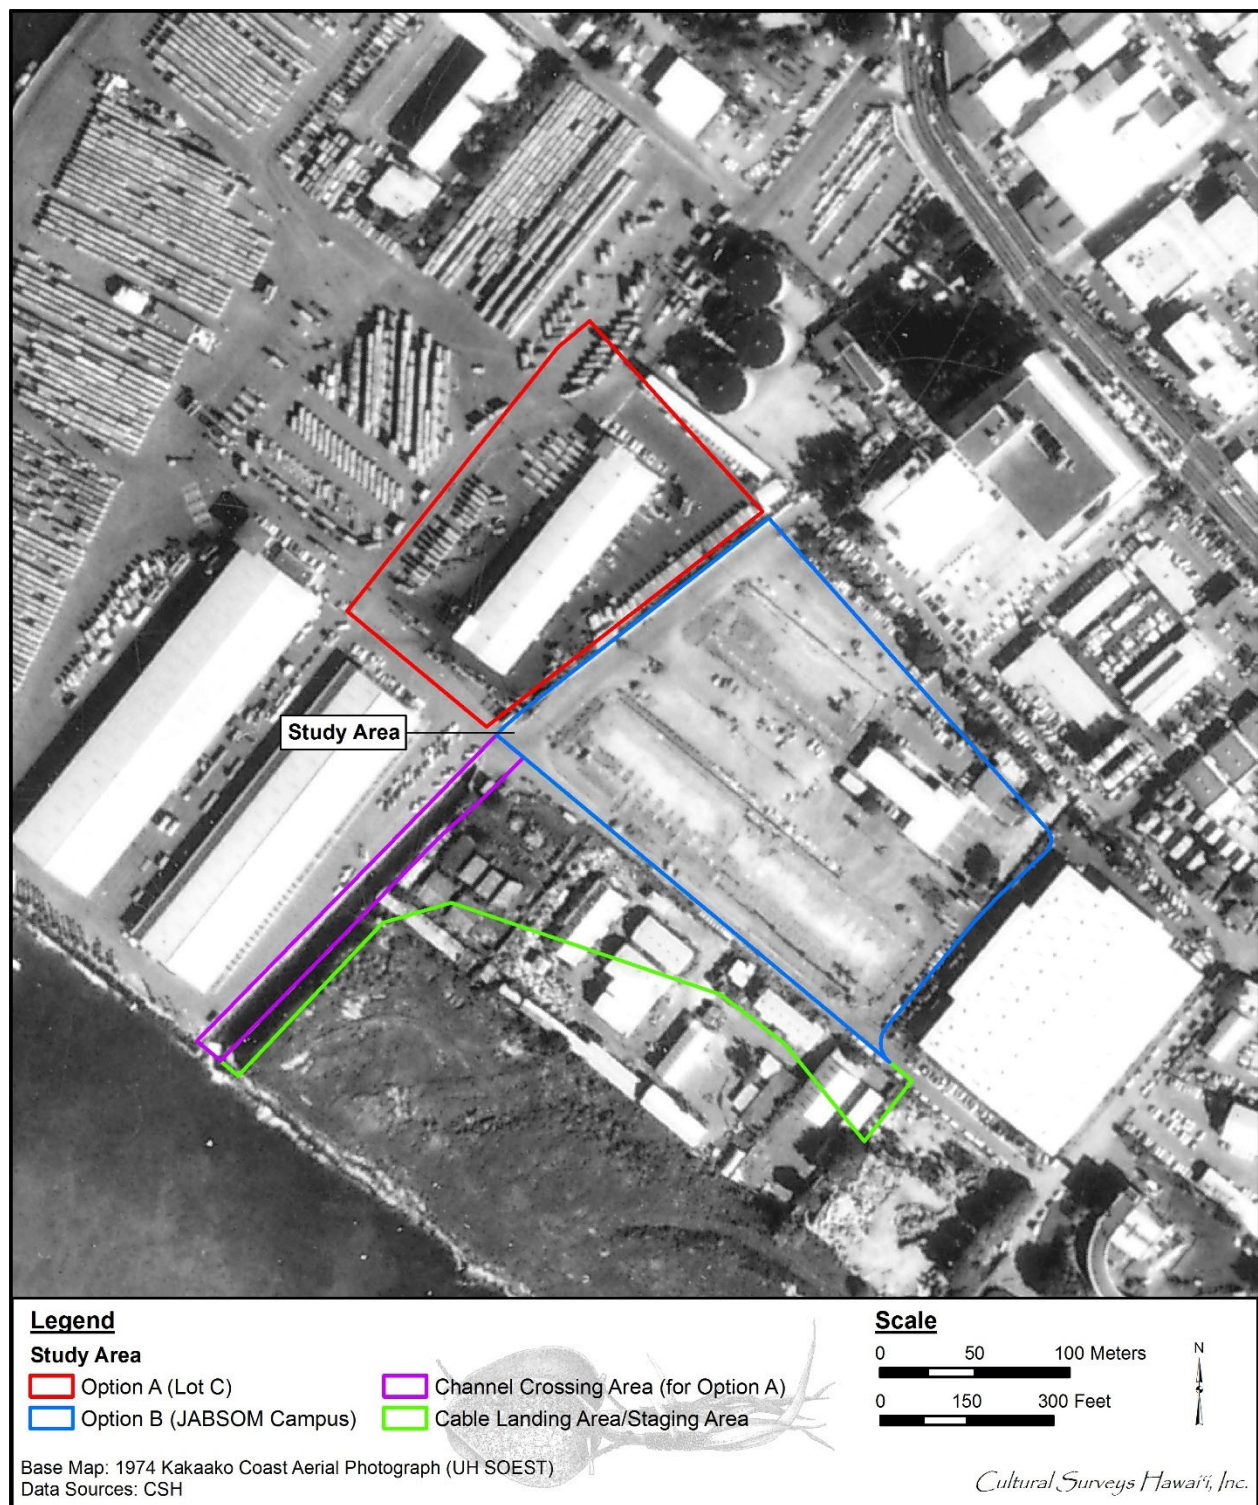 Study Area
Legend
Study Area
Option A (Lot C)
Option B (JABSOM Campus)
Channel Crossing Area (for Option A)
Cable Landing Area/Staging Area
Base Map: 1974 Kakaako Coast Aerial Photograph (UH SOEST)
Data Sources: CSH
Scale
0 50 100 Meters
0 150 300 Feet
N
Cultural Surveys Hawaiʻi, Inc.